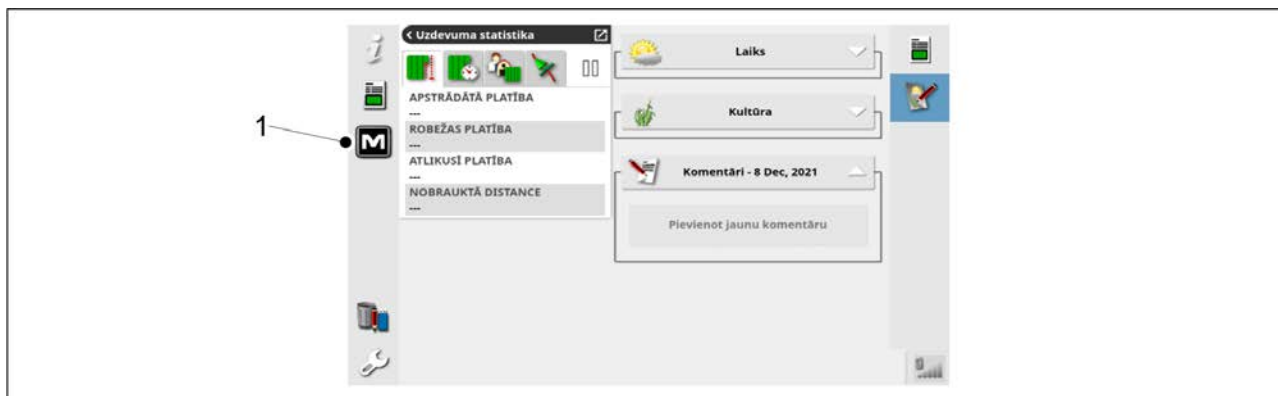 1
M
< Uzdevuma statistika
APSTRĀDĀTĀ PLATĪBA
---
ROBEŽAS PLATĪBA
---
ATLIKUSĪ PLATĪBA
---
NOBRAUKTĀ DISTANCE
---
Laiks
Kultūra
Komentāri - 8 Dec, 2021
Pievienot jaunu komentāru